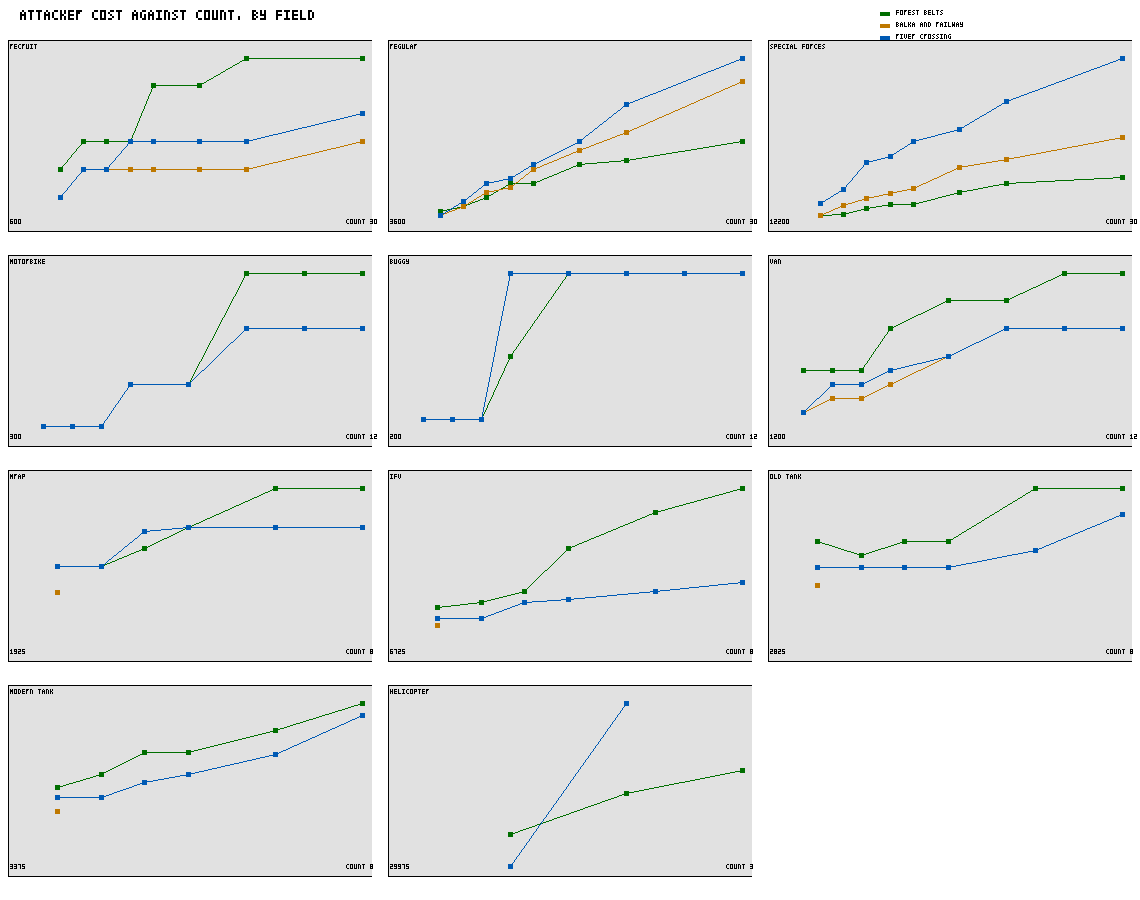 ATTACKER COST AGAINST COUNT, BY FIELD
FOREST BELTS
BALKA AND RAILWAY
RIVER CROSSING
RECRUIT
600
COUNT 30
REGULAR
3600
COUNT 30
SPECIAL FORCES
12200
COUNT 30
MOTORBIKE
300
COUNT 12
BUGGY
200
COUNT 12
VAN
1200
COUNT 12
MRAP
1925
COUNT 8
IFV
6725
COUNT 8
OLD TANK
2825
COUNT 8
MODERN TANK
3375
COUNT 8
HELICOPTER
29975
COUNT 3